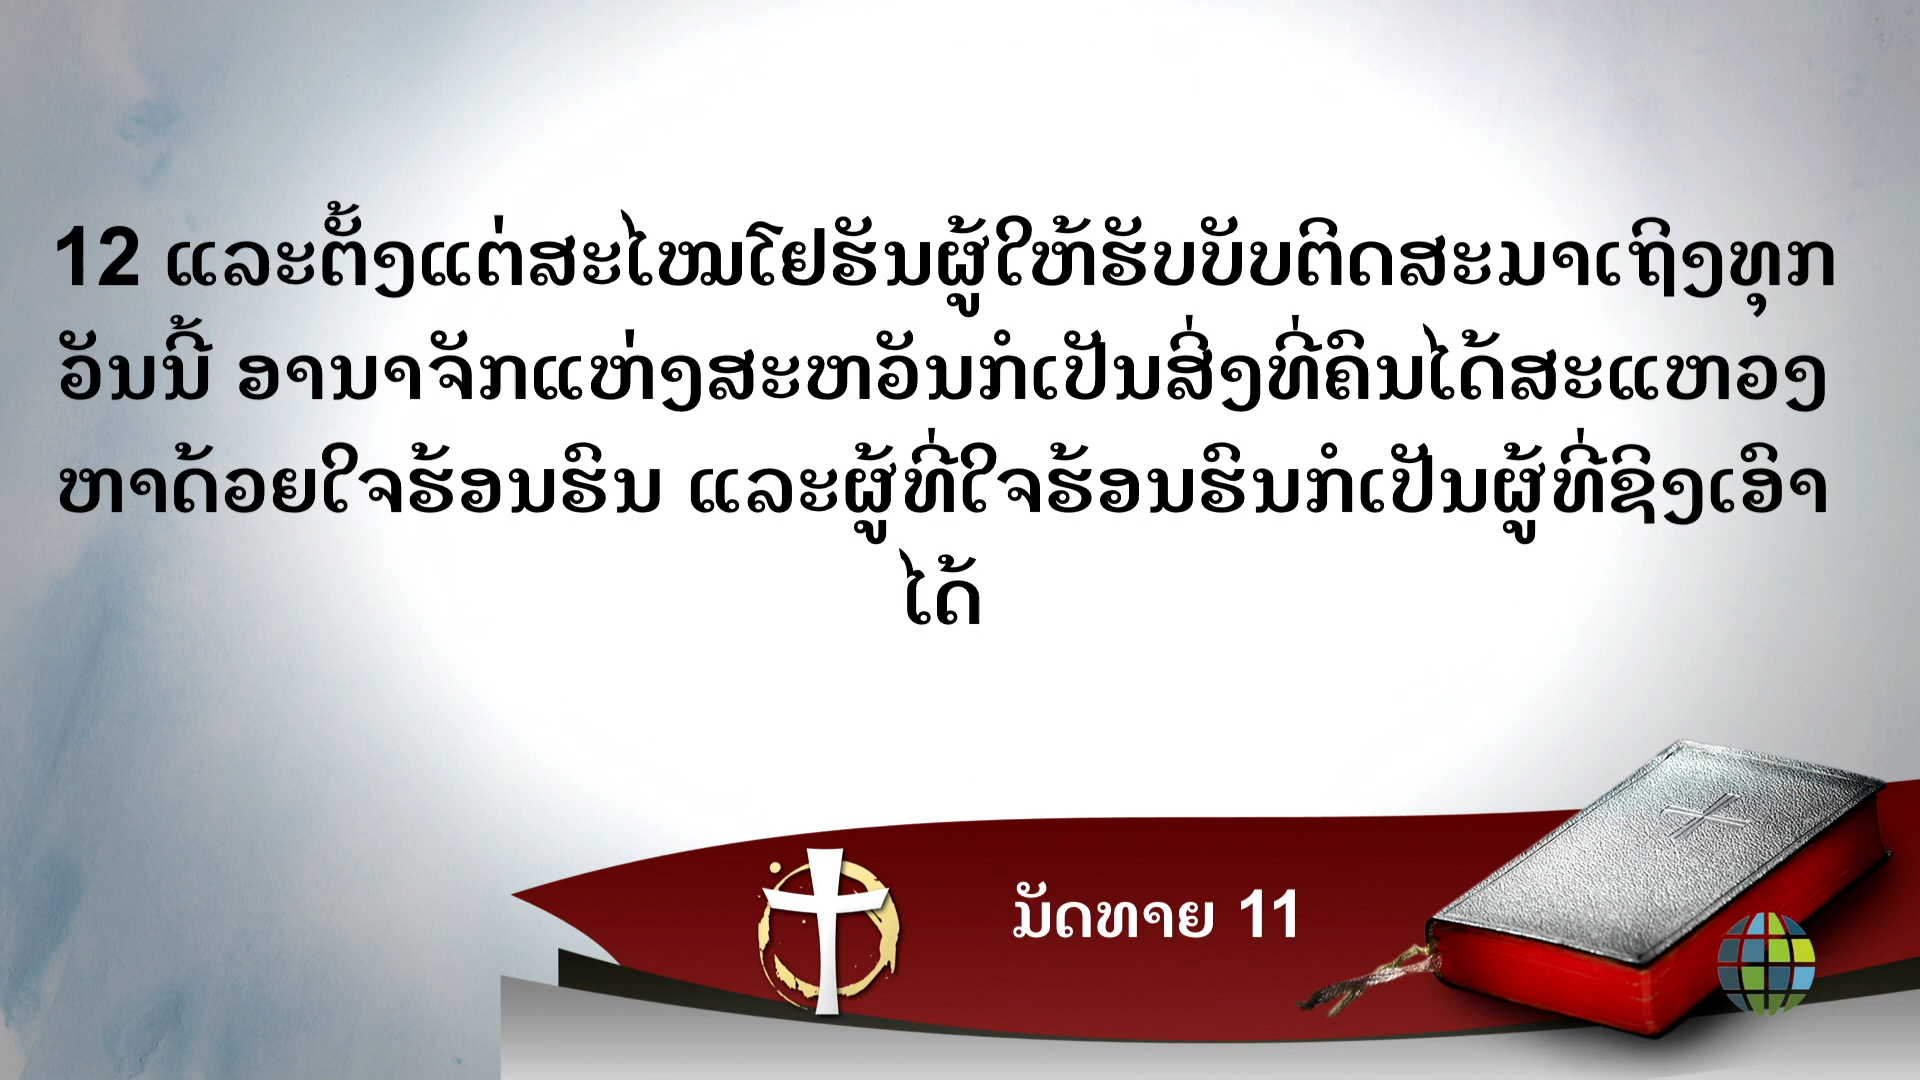 12 ແລະຕັ້ງແຕ່ສະໄໝໂຢຮັນຜູ້ໃຫ້ຮັບບັບຕິດສະມາເຖິງທຸກ
ວັນນີ້ ອານາຈັກແຫ່ງສະຫວັນກໍເປັນສິ່ງທີ່ຄົນໄດ້ສະແຫວງ
ຫາດ້ວຍໃຈຮ້ອນຮົນ ແລະຜູ້ທີ່ໃຈຮ້ອນຮົນກໍເປັນຜູ້ທີ່ຊິງເອົາ
ໄດ້
ມັດທາຍ 11